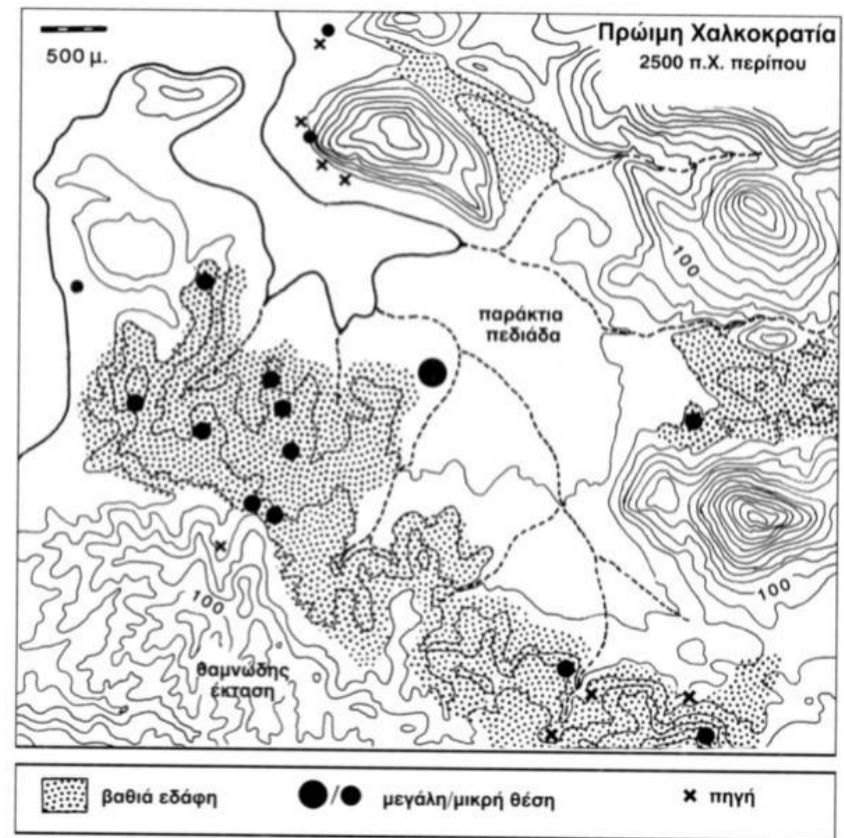 Πρώιμη Χαλκοκρατία
2500 π.Χ. περίπου
500 μ.
100
παράκτια
πεδιάδα
100
100
θαμνώδης
έκταση
βαθιά εδάφη
μεγάλη/μικρή θέση
πηγή